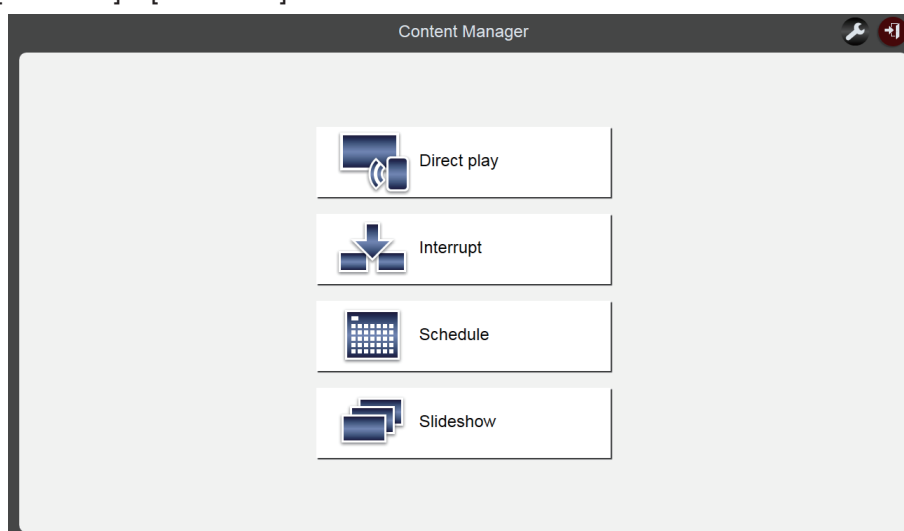 Content Manager
Direct play
Interrupt
Schedule
Slideshow